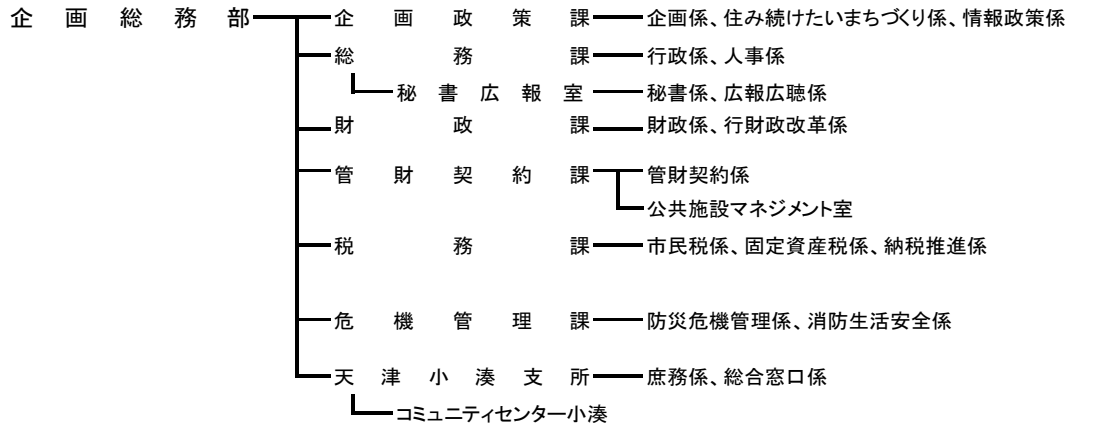 企画総務部 企画政策課 企画係、住み続けたいまちづくり係、情報政策係
総務課 行政係、人事係
秘書広報室 秘書係、広報広聴係
財政課 財政係、行財政改革係
管財契約課 管財契約係
公共施設マネジメント室
税務課 市民税係、固定資産税係、納税推進係
危機管理課 防災危機管理係、消防生活安全係
天津小湊支所 庶務係、総合窓口係
コミュニティセンター小湊